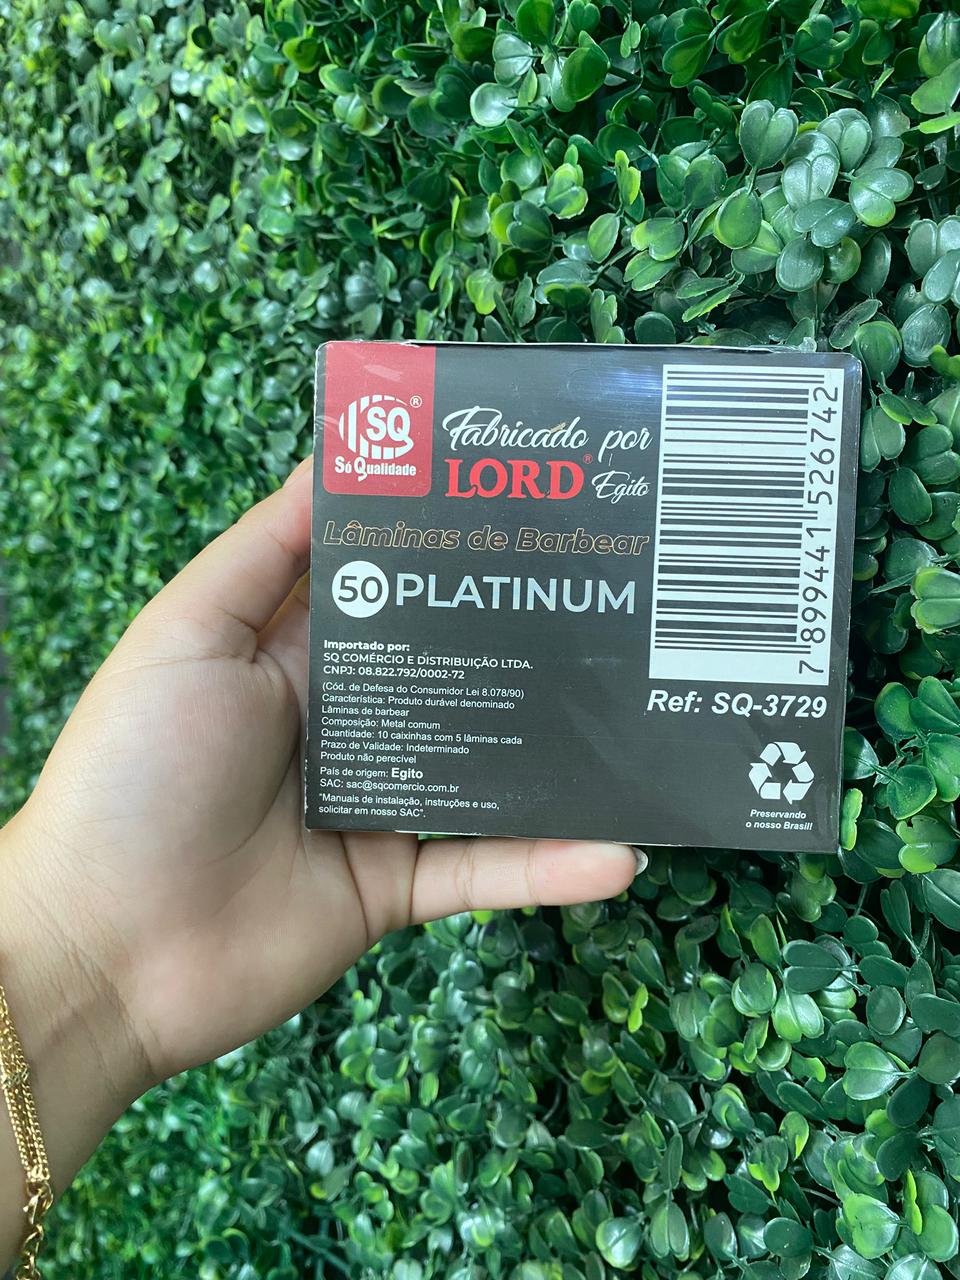 SQ®
Só Qualidade
Fabricado por
LORD® Egito
Lâminas de Barbear
50 PLATINUM
Importado por:
SQ COMÉRCIO E DISTRIBUIÇÃO LTDA.
CNPJ: 08.822.792/0002-72
(Cód. de Defesa do Consumidor Lei 8.078/90)
Característica: Produto durável denominado
Lâminas de barbear
Composição: Metal comum
Quantidade: 10 caixinhas com 5 lâminas cada
Prazo de Validade: Indeterminado
Produto não perecível
País de origem: Egito
SAC: sac@sqcomercio.com.br
"Manuais de instalação, instruções e uso,
solicitar em nosso SAC".
7 899441 526742
Ref: SQ-3729
Preservando
o nosso Brasil!